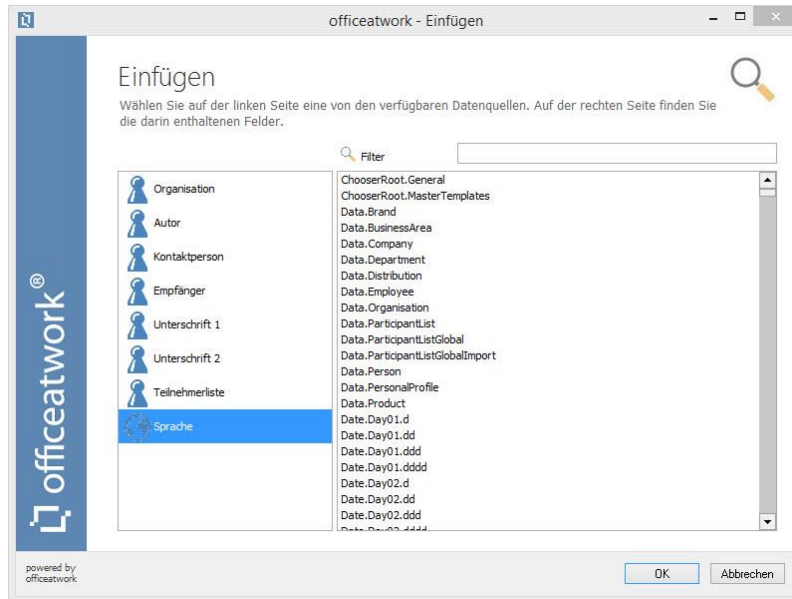 officeatwork - Einfügen
Einfügen
Wählen Sie auf der linken Seite eine von den verfügbaren Datenquellen. Auf der rechten Seite finden Sie
die darin enthaltenen Felder.
Filter
Organisation
Autor
Kontaktperson
Empfänger
Unterschrift 1
Unterschrift 2
Teilnehmerliste
Sprache
ChooserRoot.General
ChooserRoot.MasterTemplates
Data.Brand
Data.BusinessArea
Data.Company
Data.Department
Data.Distribution
Data.Employee
Data.Organisation
Data.ParticipantList
Data.ParticipantListGlobal
Data.ParticipantListGlobalImport
Data.Person
Data.PersonalProfile
Data.Product
Date.Day01.d
Date.Day01.dd
Date.Day01.ddd
Date.Day01.dddd
Date.Day02.d
Date.Day02.dd
Date.Day02.ddd
Date.Day02.dddd
officeatwork®
powered by
officeatwork
OK
Abbrechen